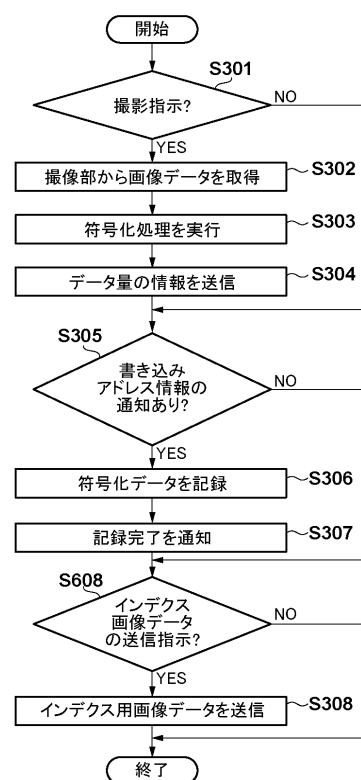 開始
S301
撮影指示?
NO
YES
撮像部から画像データを取得
S302
符号化処理を実行
S303
データ量の情報を送信
S304
S305
書き込み
アドレス情報の
通知あり?
NO
YES
符号化データを記録
S306
記録完了を通知
S307
S608
インデクス
画像データ
の送信指示?
NO
YES
インデクス用画像データを送信
S308
終了